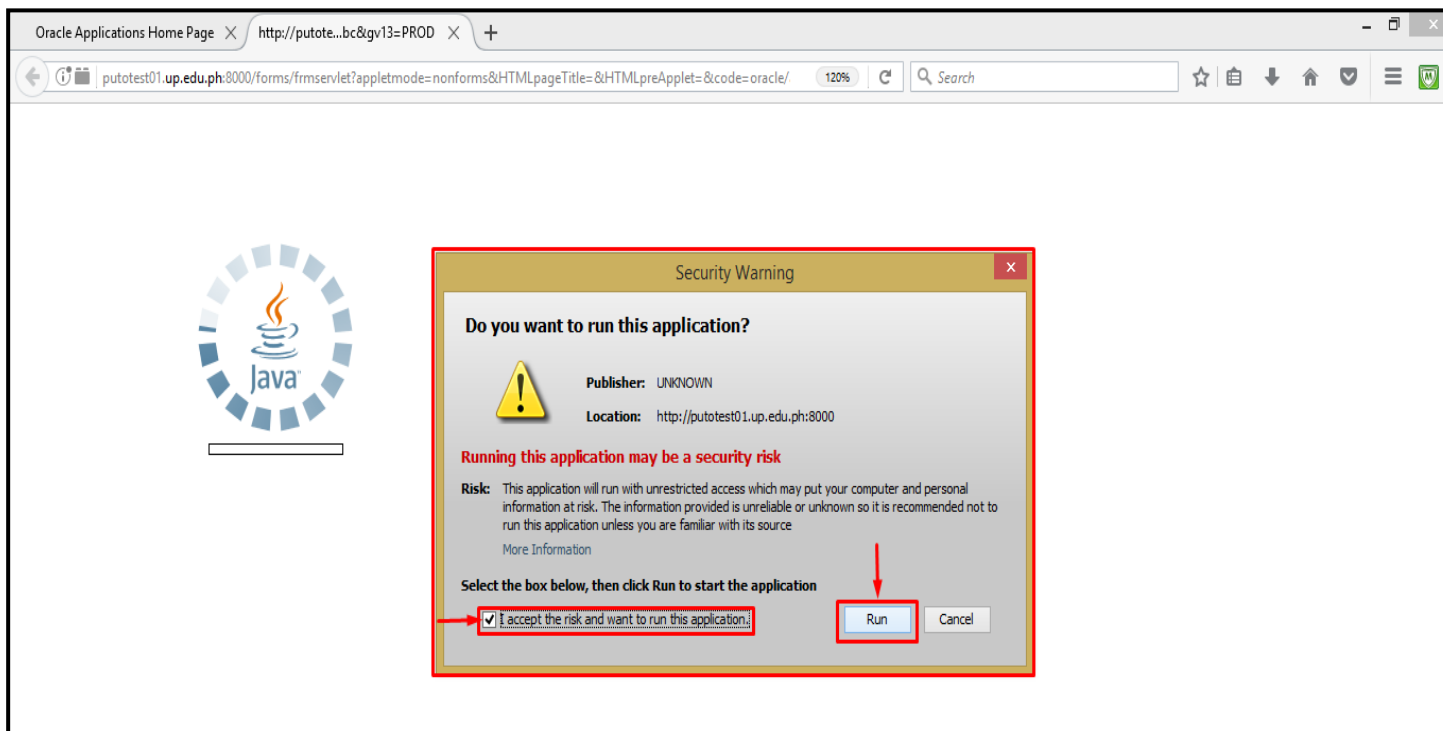 Oracle Applications Home Page
http://putote...bc&gv13=PROD
putotest01.up.edu.ph:8000/forms/frmservlet?appletmode=nonforms&HTMLpageTitle=&HTMLpreApplet=&code=oracle/
120%
Search
Security Warning
Do you want to run this application?
Publisher: UNKNOWN
Location: http://putotest01.up.edu.ph:8000
Java™
Running this application may be a security risk
Risk: This application will run with unrestricted access which may put your computer and personal
information at risk. The information provided is unreliable or unknown so it is recommended not to
run this application unless you are familiar with its source
More Information
Select the box below, then click Run to start the application
I accept the risk and want to run this application.
Run
Cancel